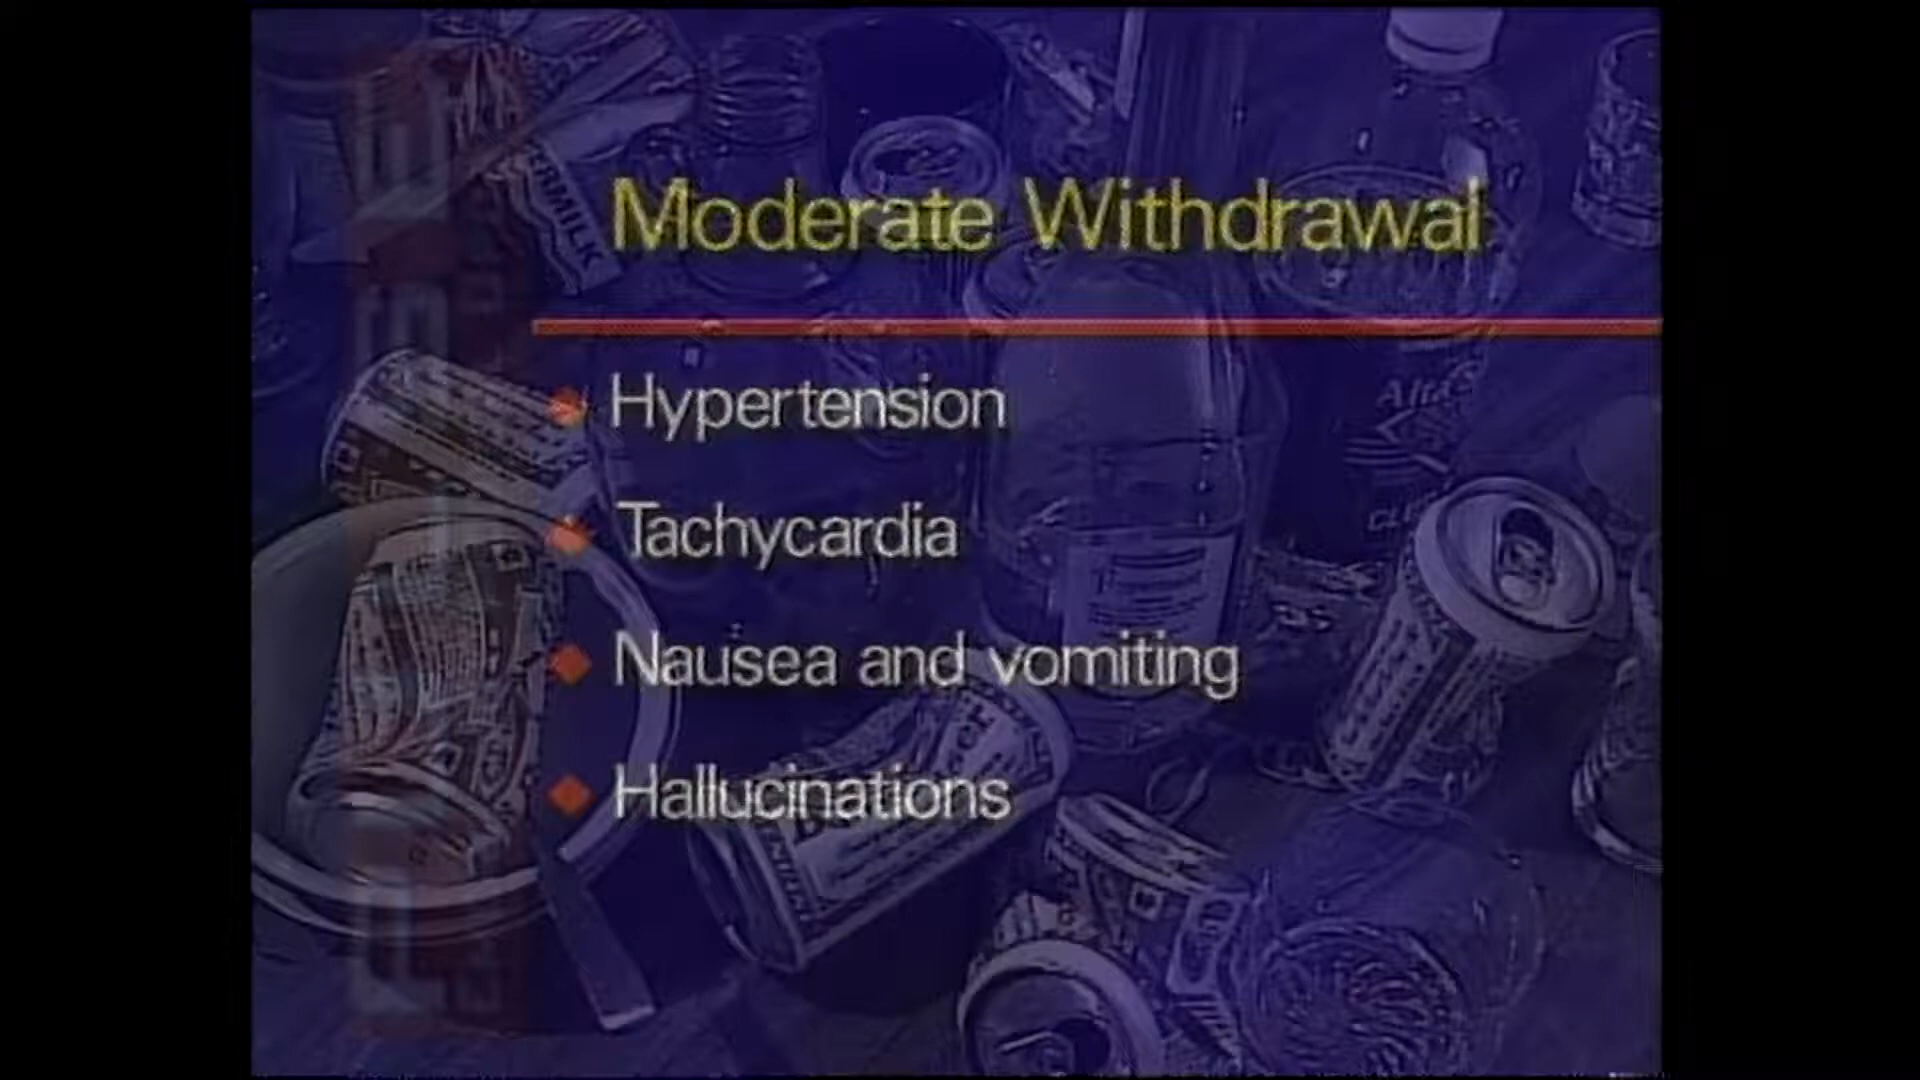 Moderate Withdrawal
Hypertension
Tachycardia
Nausea and vomiting
Hallucinations